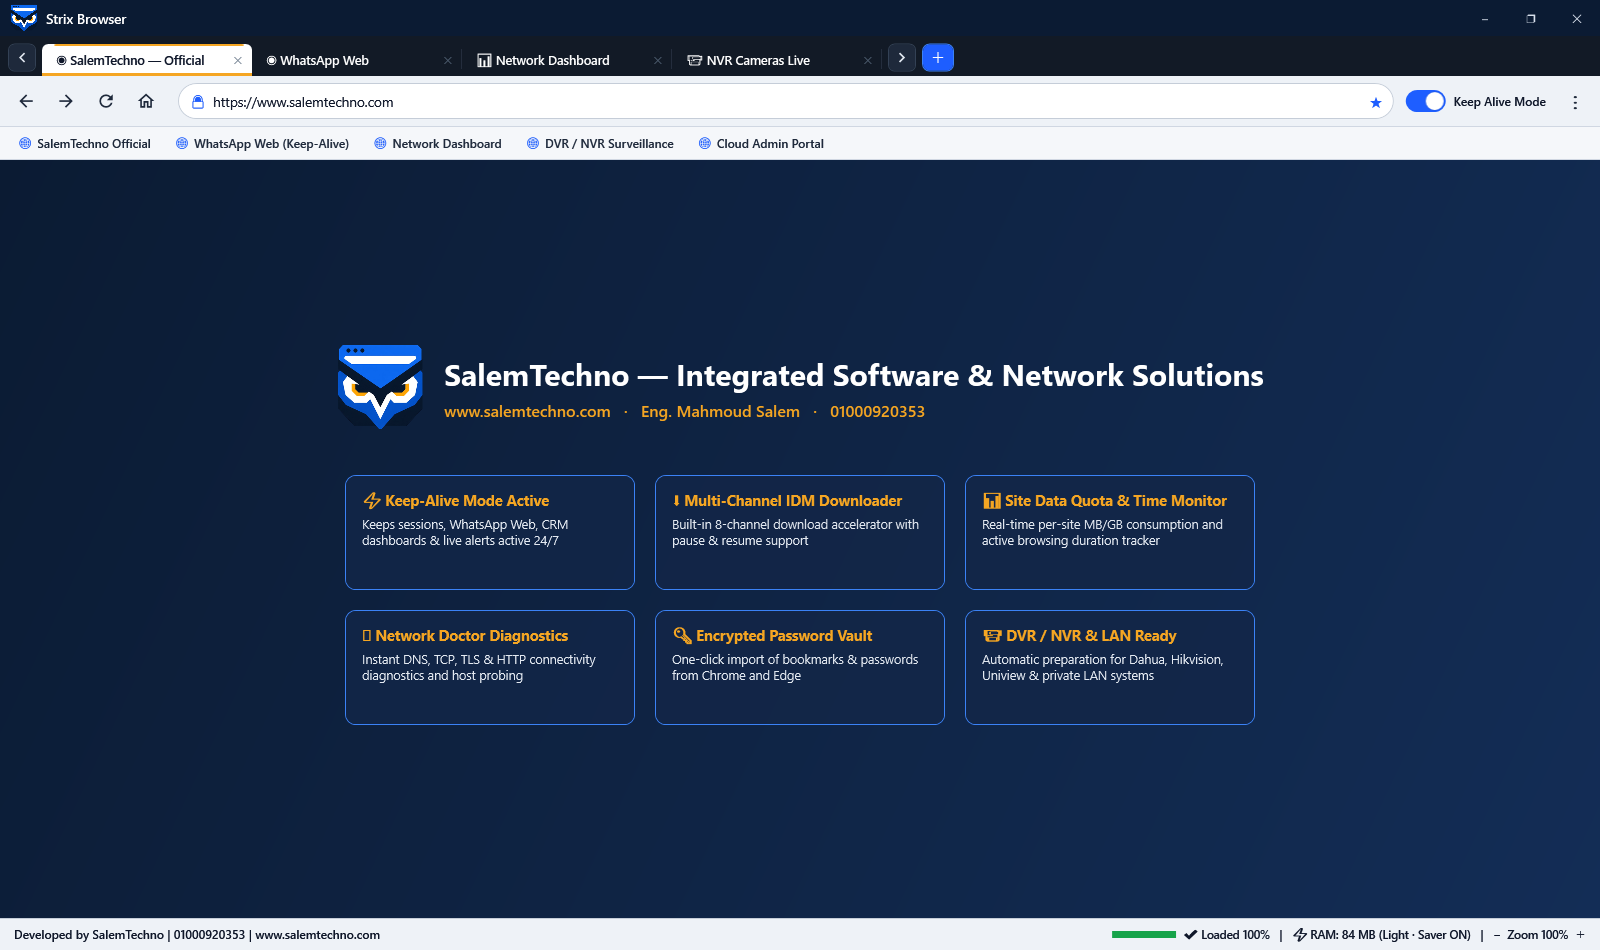 Strix Browser
SalemTechno — Official
WhatsApp Web
Network Dashboard
NVR Cameras Live
https://www.salemtechno.com
Keep Alive Mode
SalemTechno Official
WhatsApp Web (Keep-Alive)
Network Dashboard
DVR / NVR Surveillance
Cloud Admin Portal
SalemTechno — Integrated Software & Network Solutions
www.salemtechno.com · Eng. Mahmoud Salem · 01000920353
Keep-Alive Mode Active
Keeps sessions, WhatsApp Web, CRM
dashboards & live alerts active 24/7
Multi-Channel IDM Downloader
Built-in 8-channel download accelerator with
pause & resume support
Site Data Quota & Time Monitor
Real-time per-site MB/GB consumption and
active browsing duration tracker
Network Doctor Diagnostics
Instant DNS, TCP, TLS & HTTP connectivity
diagnostics and host probing
Encrypted Password Vault
One-click import of bookmarks & passwords
from Chrome and Edge
DVR / NVR & LAN Ready
Automatic preparation for Dahua, Hikvision,
Uniview & private LAN systems
Developed by SalemTechno | 01000920353 | www.salemtechno.com
Loaded 100% | RAM: 84 MB (Light · Saver ON) | − Zoom 100% +